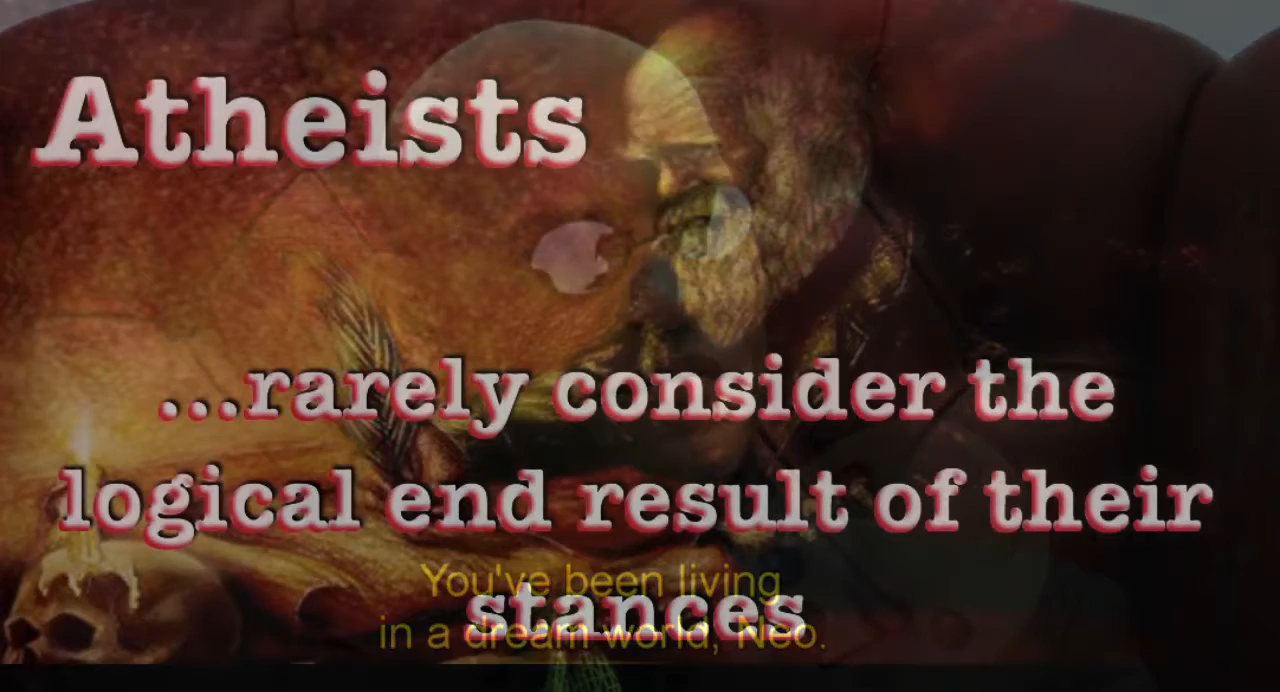 Atheists
...rarely consider the
logical end result of their
stances
You've been living
in a dream world, Neo.